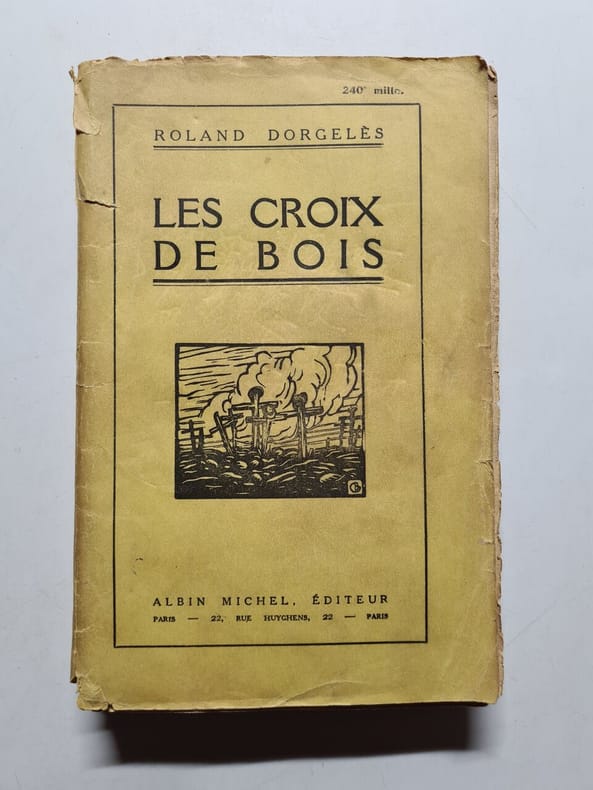 240e mille.
ROLAND DORGELÈS
LES CROIX
DE BOIS
ALBIN MICHEL, ÉDITEUR
PARIS — 22, RUE HUYGHENS, 22 — PARIS